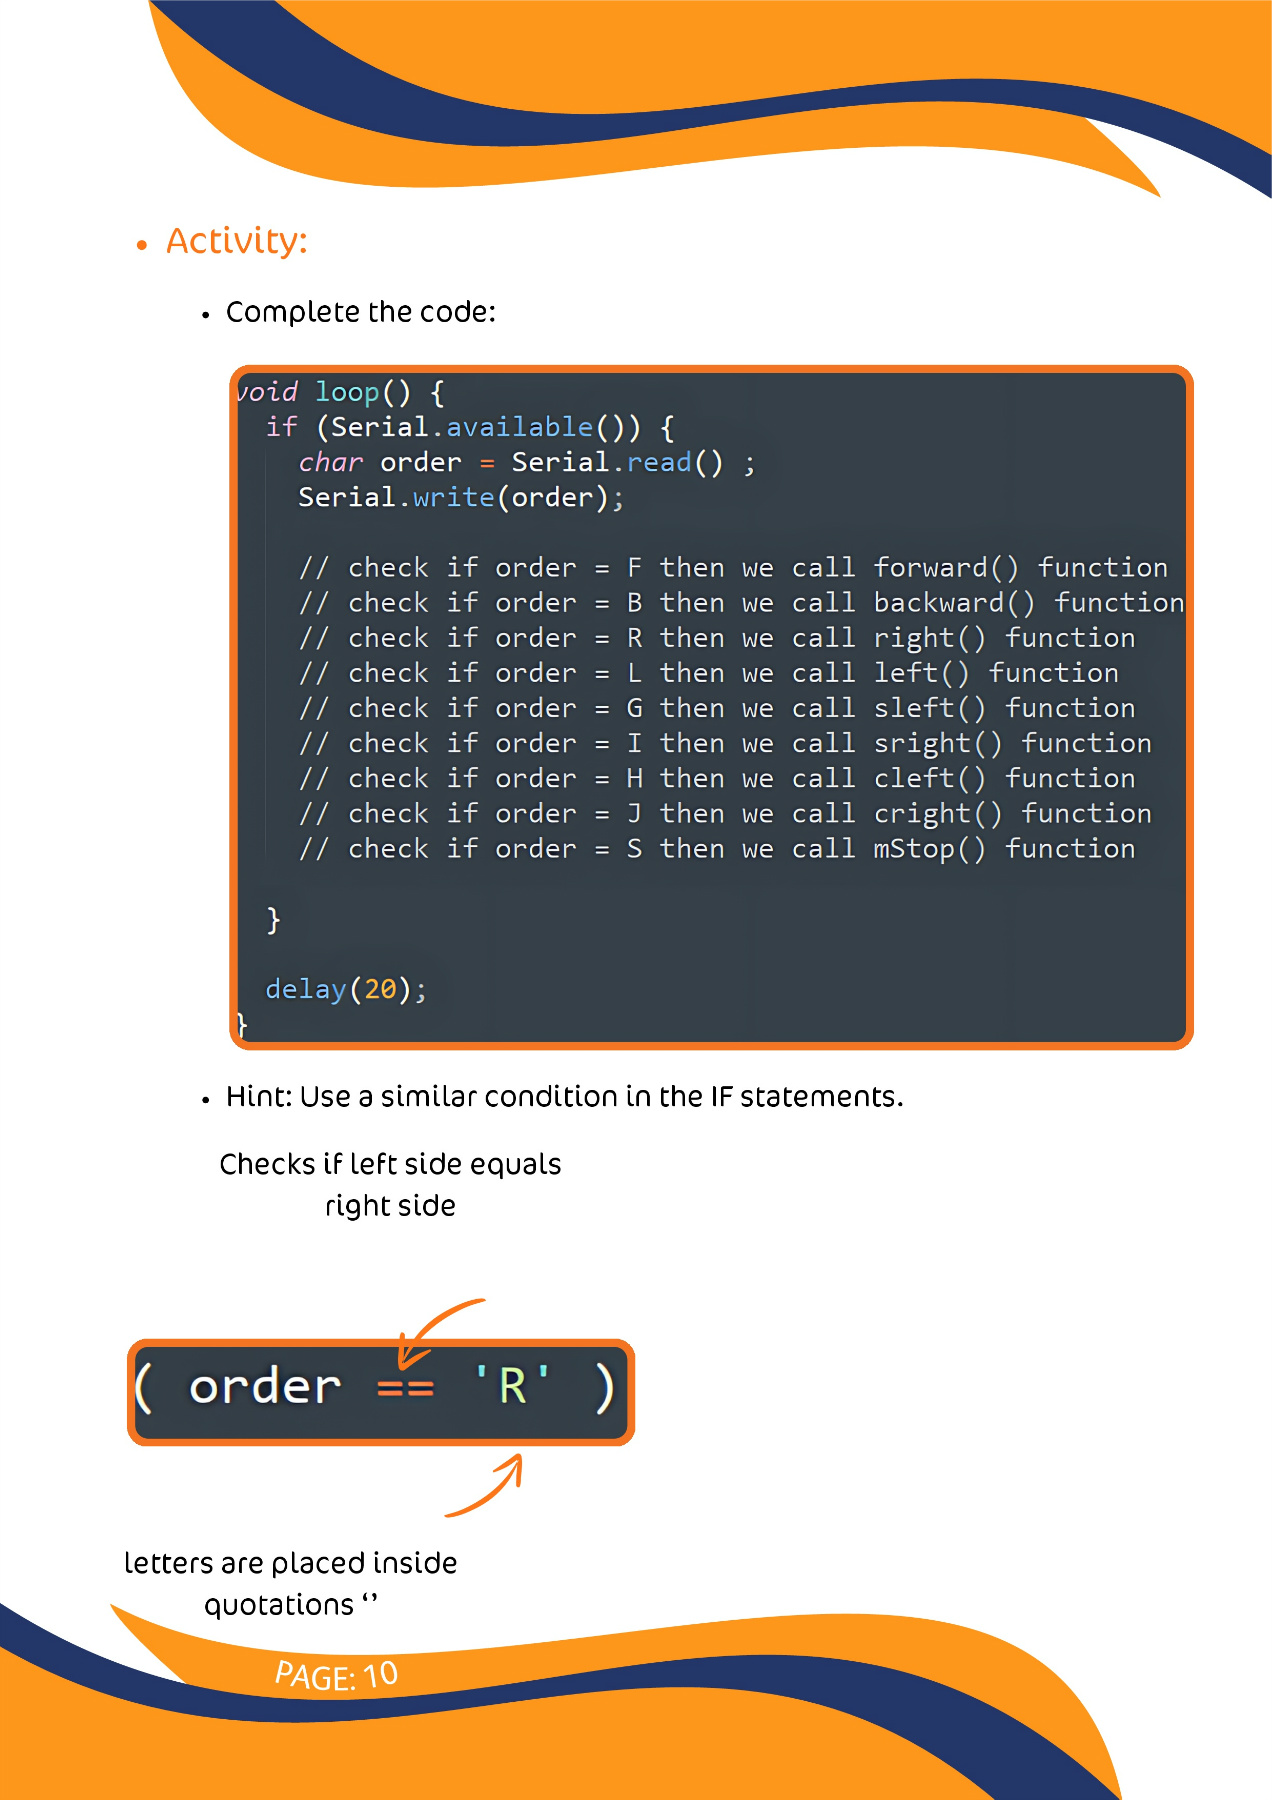 • Activity:
• Complete the code:
void loop() {
if (Serial.available()) {
char order = Serial.read() ;
Serial.write(order);
// check if order = F then we call forward() function
// check if order = B then we call backward() function
// check if order = R then we call right() function
// check if order = L then we call left() function
// check if order = G then we call sleft() function
// check if order = I then we call sright() function
// check if order = H then we call cleft() function
// check if order = J then we call cright() function
// check if order = S then we call mStop() function
}
delay(20);
}
• Hint: Use a similar condition in the IF statements.
Checks if left side equals
right side
( order == 'R' )
letters are placed inside
quotations ‘’
PAGE: 10